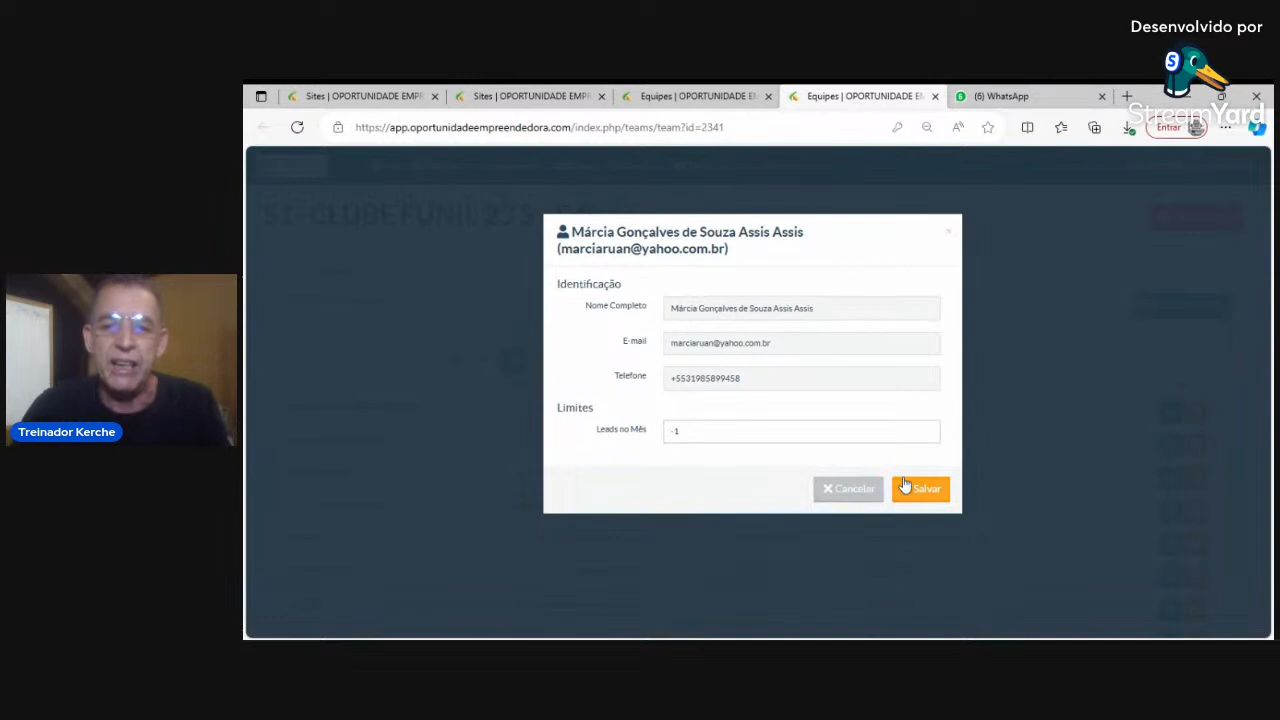 Desenvolvido por
StreamYard
Sites | OPORTUNIDADE EMPR
Sites | OPORTUNIDADE EMPR
Equipes | OPORTUNIDADE E
Equipes | OPORTUNIDADE E
(6) WhatsApp
https://app.oportunidadeempreendedora.com/index.php/teams/team?id=2341
Entrar
Márcia Gonçalves de Souza Assis Assis
(marciaruan@yahoo.com.br)
Identificação
Nome Completo
Márcia Gonçalves de Souza Assis Assis
E-mail
marciaruan@yahoo.com.br
Telefone
+5531985899458
Limites
Leads no Mês
-1
Cancelar
Salvar
Treinador Kerche